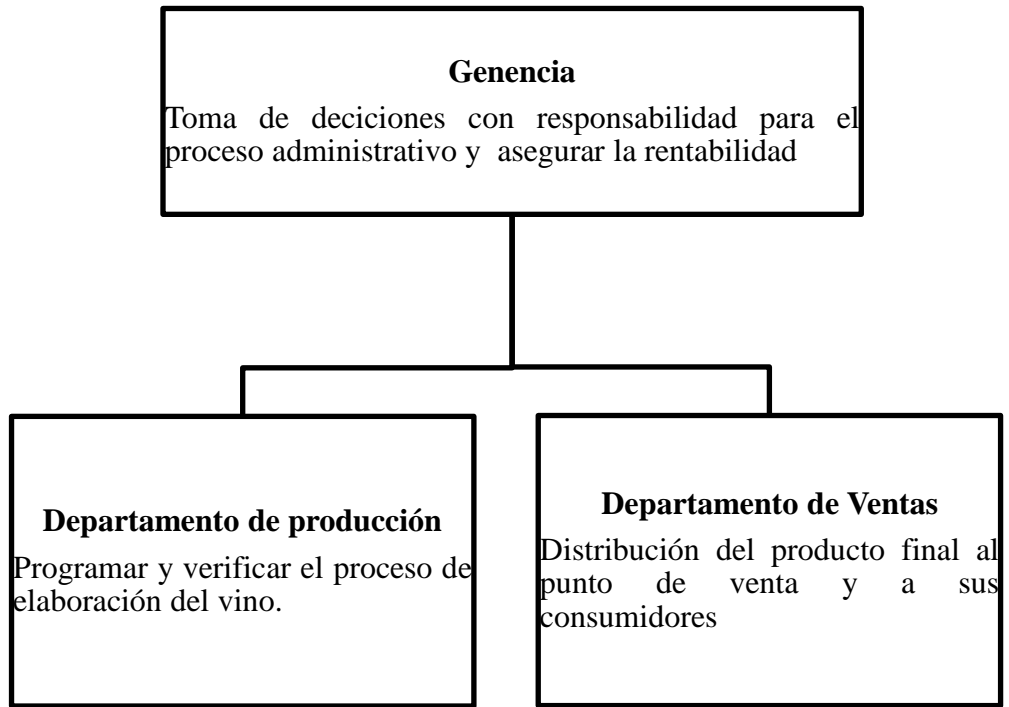 Genencia
Toma de deciciones con responsabilidad para el
proceso administrativo y asegurar la rentabilidad
Departamento de producción
Programar y verificar el proceso de
elaboración del vino.
Departamento de Ventas
Distribución del producto final al
punto de venta y a sus
consumidores